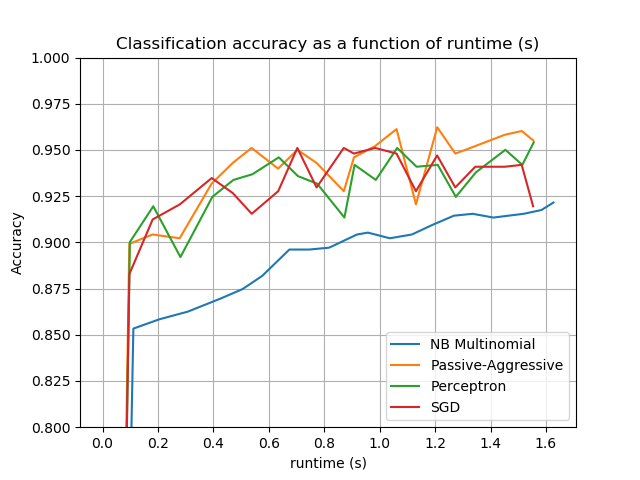 Classification accuracy as a function of runtime (s)
1.000
0.975
0.950
0.925
0.900
0.875
0.850
0.825
0.800
Accuracy
NB Multinomial
Passive-Aggressive
Perceptron
SGD
0.0 0.2 0.4 0.6 0.8 1.0 1.2 1.4 1.6
runtime (s)